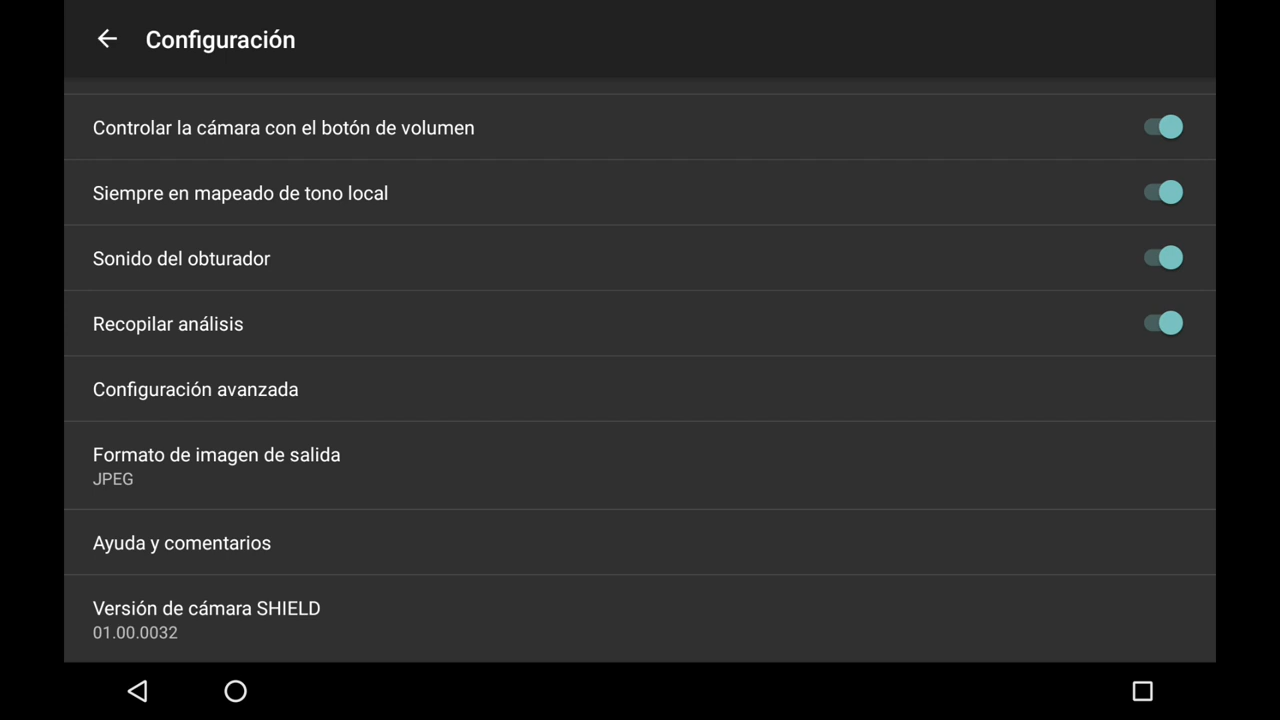 Configuración
Controlar la cámara con el botón de volumen
Siempre en mapeado de tono local
Sonido del obturador
Recopilar análisis
Configuración avanzada
Formato de imagen de salida
JPEG
Ayuda y comentarios
Versión de cámara SHIELD
01.00.0032